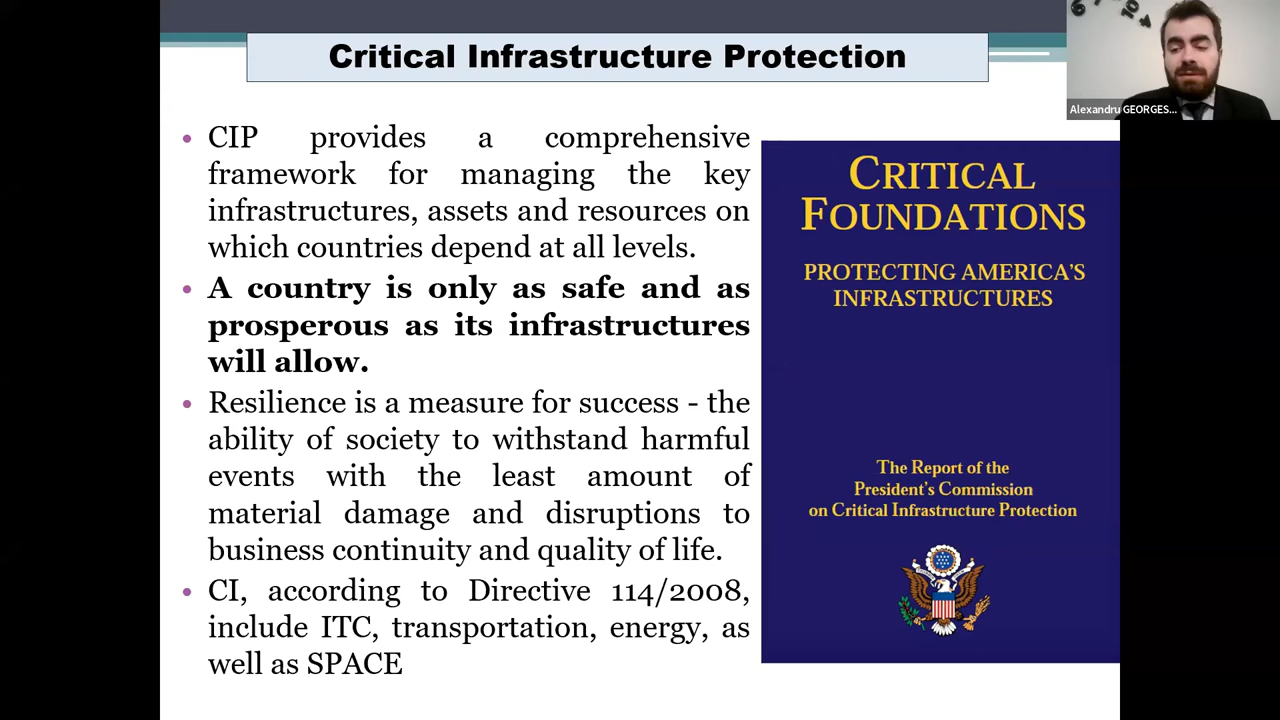 Critical Infrastructure Protection
Alexandru GEORGES...
• CIP provides a comprehensive
framework for managing the key
infrastructures, assets and resources on
which countries depend at all levels.
• A country is only as safe and as
prosperous as its infrastructures
will allow.
• Resilience is a measure for success - the
ability of society to withstand harmful
events with the least amount of
material damage and disruptions to
business continuity and quality of life.
• CI, according to Directive 114/2008,
include ITC, transportation, energy, as
well as SPACE
CRITICAL
FOUNDATIONS
PROTECTING AMERICA'S
INFRASTRUCTURES
The Report of the
President's Commission
on Critical Infrastructure Protection